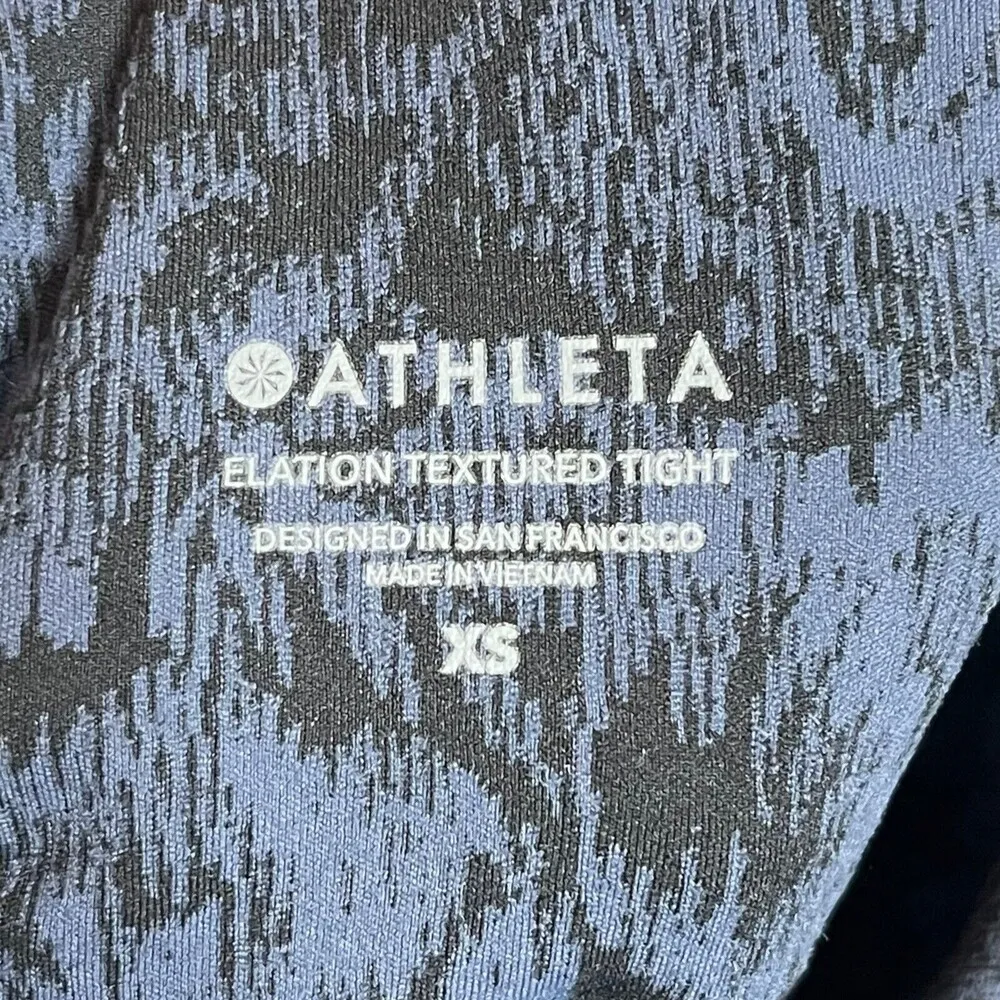 ATHLETA
ELATION TEXTURED TIGHT
DESIGNED IN SAN FRANCISCO
MADE IN VIETNAM
XS